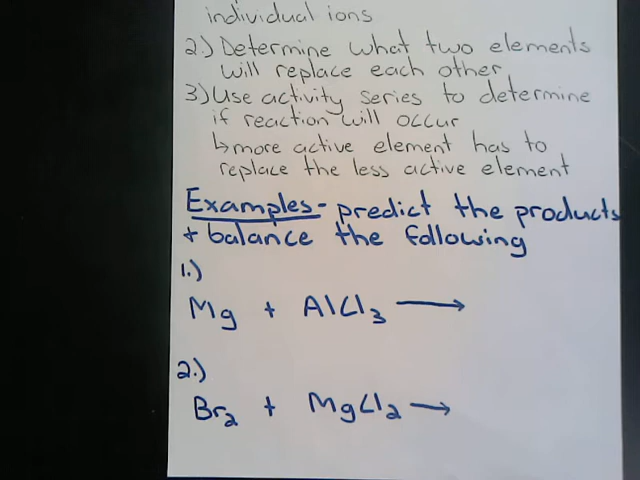 individual ions
2.) Determine what two elements
will replace each other
3.) Use activity series to determine
if reaction will occur
↳ more active element has to
replace the less active element
Examples - predict the products
+ balance the following
1.)
Mg + AlCl₃ ⟶
2.)
Br₂ + MgCl₂ ⟶